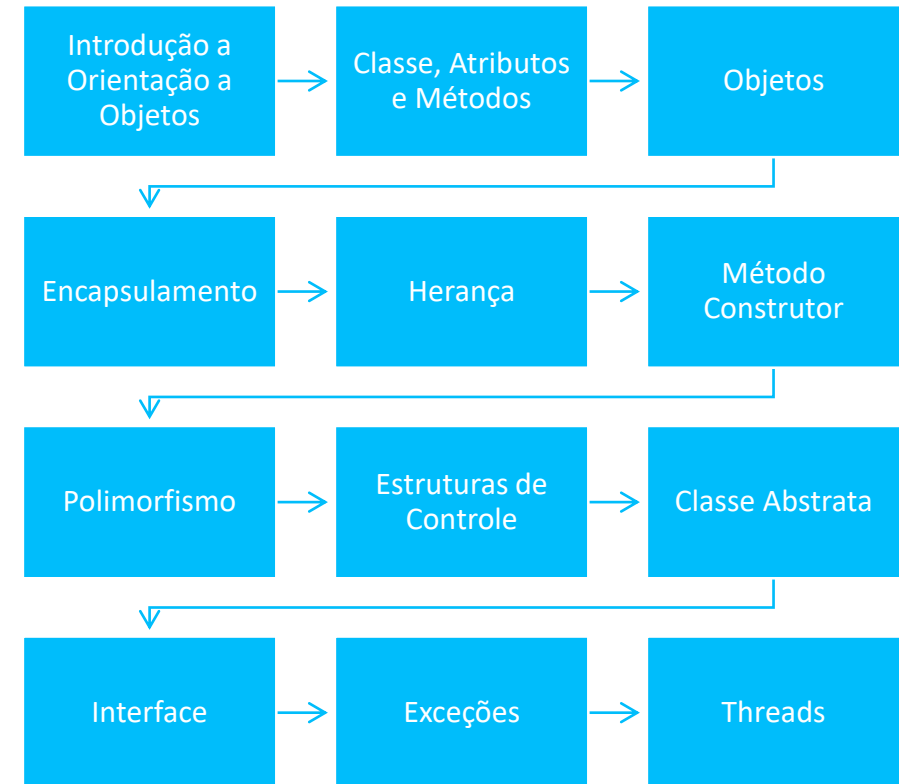 Introdução a
Orientação a
Objetos
Classe, Atributos
e Métodos
Objetos
Encapsulamento
Herança
Método
Construtor
Polimorfismo
Estruturas de
Controle
Classe Abstrata
Interface
Exceções
Threads